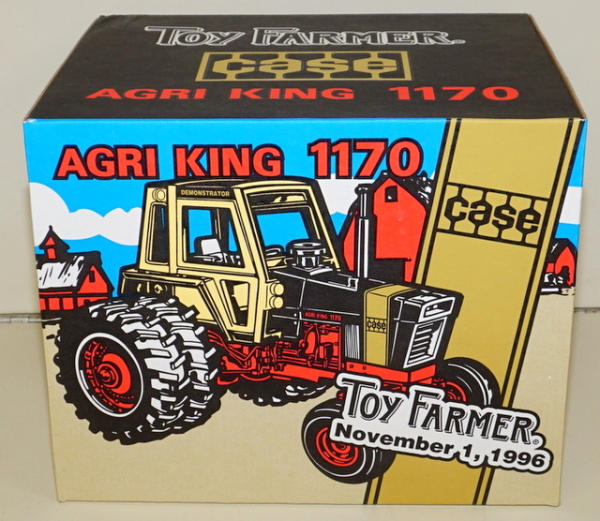 TOY FARMER®
case
AGRI KING 1170
AGRI KING 1170
DEMONSTRATOR
case
AGRI KING 1170
case
TOY FARMER®
November 1, 1996